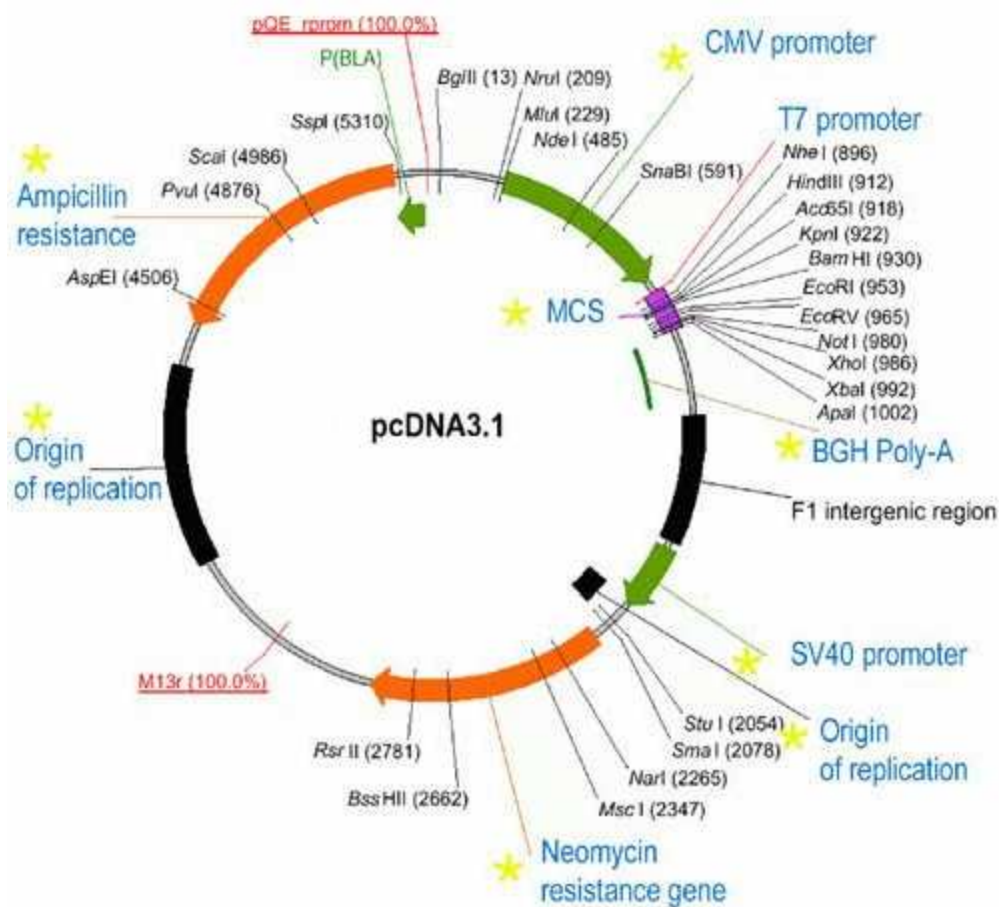 pQE_rprom (100.0%)
P(BLA)
BglII (13)
NruI (209)
MluI (229)
NdeI (485)
SnaBI (591)
CMV promoter
T7 promoter
NheI (896)
HindIII (912)
Acc65I (918)
KpnI (922)
BamHI (930)
EcoRI (953)
EcoRV (965)
NotI (980)
XhoI (986)
XbaI (992)
ApaI (1002)
MCS
BGH Poly-A
F1 intergenic region
SV40 promoter
Origin
of replication
StuI (2054)
SmaI (2078)
NarI (2265)
MscI (2347)
Neomycin
resistance gene
BssHII (2662)
RsrII (2781)
M13r (100.0%)
Origin
of replication
AspEI (4506)
Ampicillin
resistance
PvuI (4876)
ScaI (4986)
SspI (5310)
pcDNA3.1